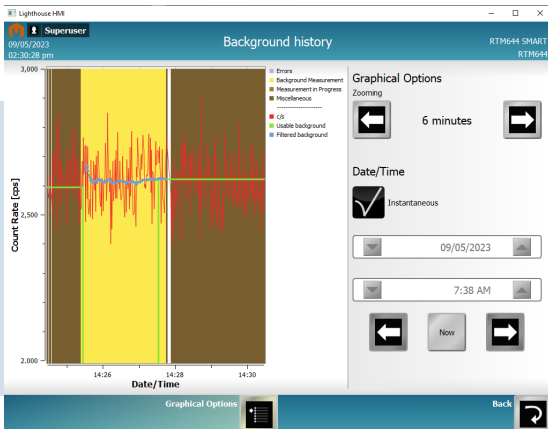 Lighthouse HMI
Superuser
09/05/2023
02:30:28 pm
Background history
RTM644 SMART
RTM644
3,000
2,500
2,000
Count Rate [cps]
14:26
14:28
14:30
Date/Time
Errors
Background Measurement
Measurement in Progress
Miscellaneous
--------------------
c/s
Usable background
Filtered background
Graphical Options
Zooming
6 minutes
Date/Time
Instantaneous
09/05/2023
7:38 AM
Now
Graphical Options
Back